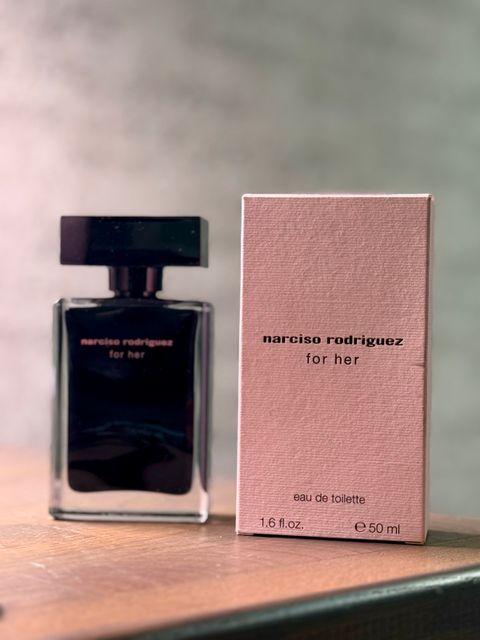 narciso rodriguez
for her
narciso rodriguez
for her
eau de toilette
1.6 fl.oz. ℮ 50 ml